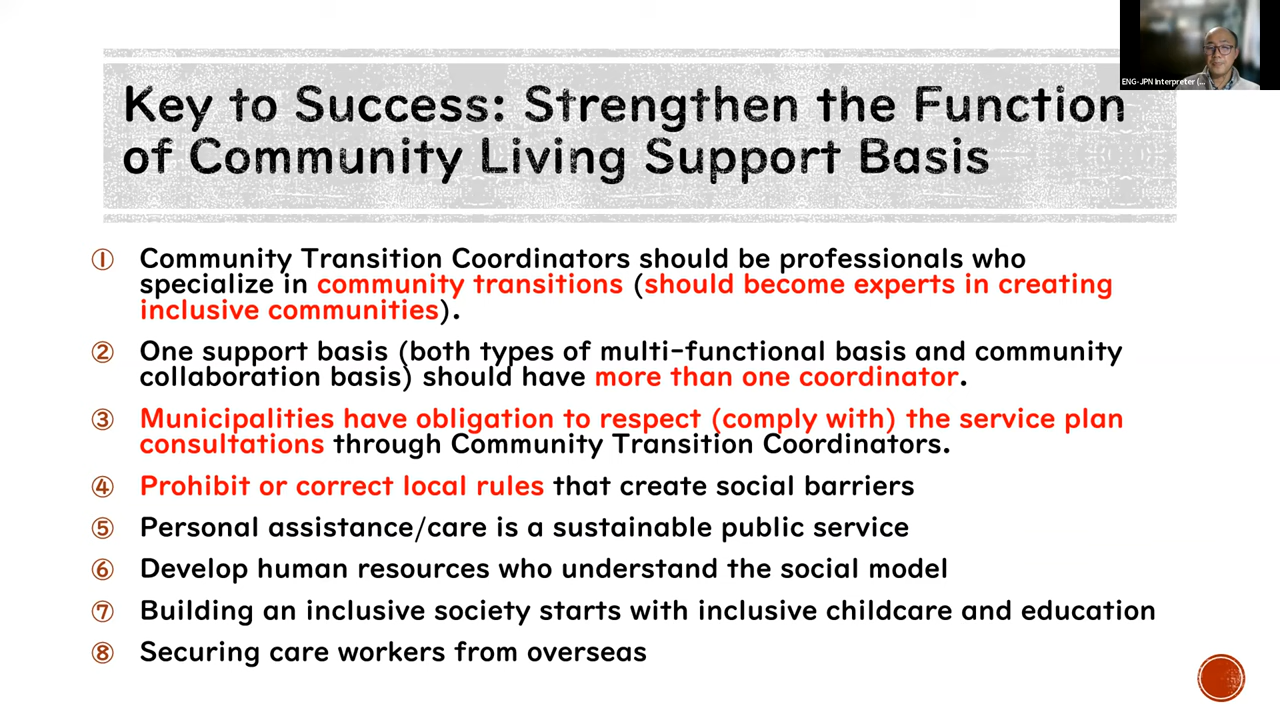 ENG-JPN Interpreter (...
Key to Success: Strengthen the Function
of Community Living Support Basis
① Community Transition Coordinators should be professionals who
specialize in community transitions (should become experts in creating
inclusive communities).
② One support basis (both types of multi-functional basis and community
collaboration basis) should have more than one coordinator.
③ Municipalities have obligation to respect (comply with) the service plan
consultations through Community Transition Coordinators.
④ Prohibit or correct local rules that create social barriers
⑤ Personal assistance/care is a sustainable public service
⑥ Develop human resources who understand the social model
⑦ Building an inclusive society starts with inclusive childcare and education
⑧ Securing care workers from overseas